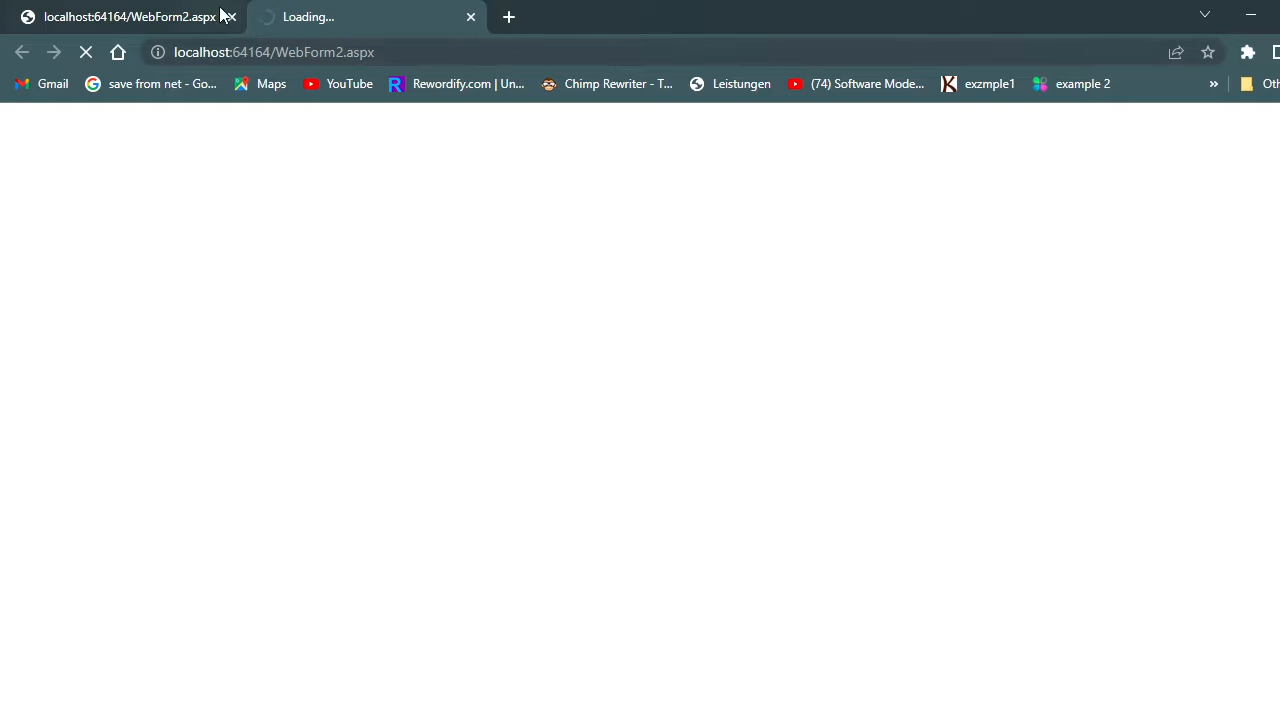 localhost:64164/WebForm2.aspx Loading...
localhost:64164/WebForm2.aspx
Gmail save from net - Go... Maps YouTube Rewordify.com | Un... Chimp Rewriter - T... Leistungen (74) Software Mode... exzmple1 example 2 » Oth